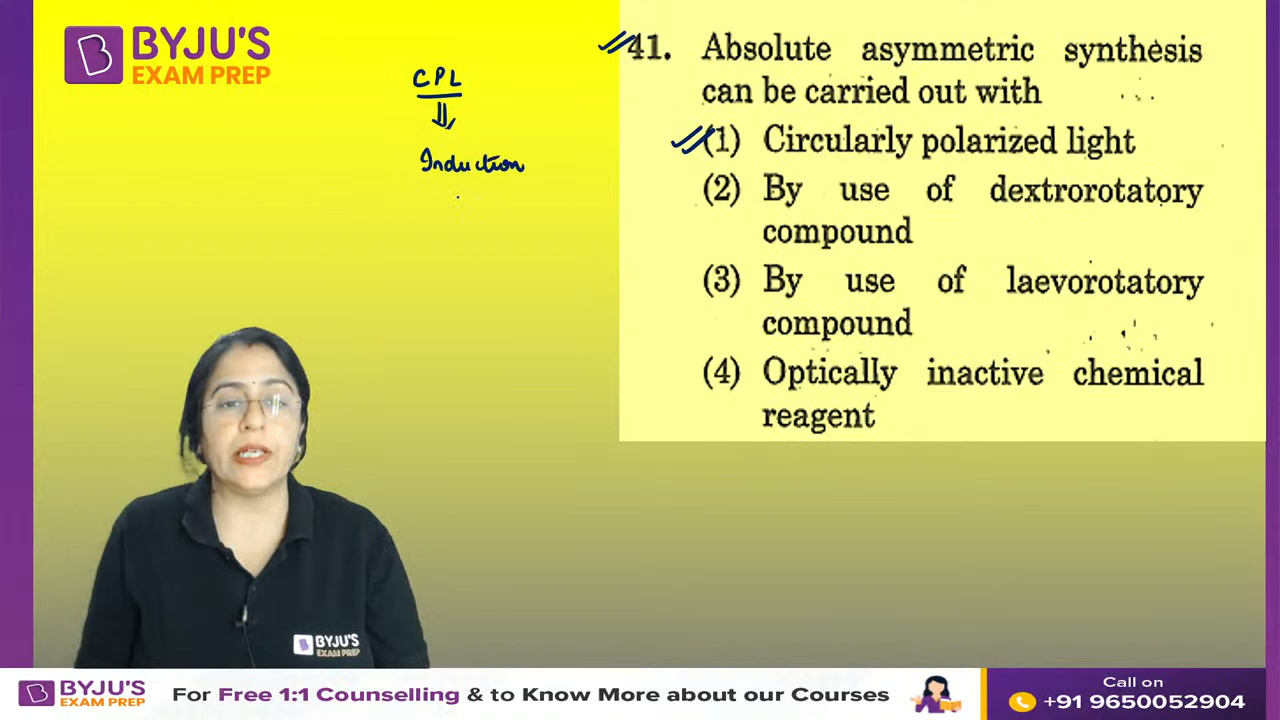 BYJU'S
EXAM PREP
CPL
Induction
41. Absolute asymmetric synthesis
can be carried out with
(1) Circularly polarized light
(2) By use of dextrorotatory
compound
(3) By use of laevorotatory
compound
(4) Optically inactive chemical
reagent
BYJU'S
EXAM PREP
BYJU'S
EXAM PREP
For Free 1:1 Counselling & to Know More about our Courses
Call on
+91 9650052904